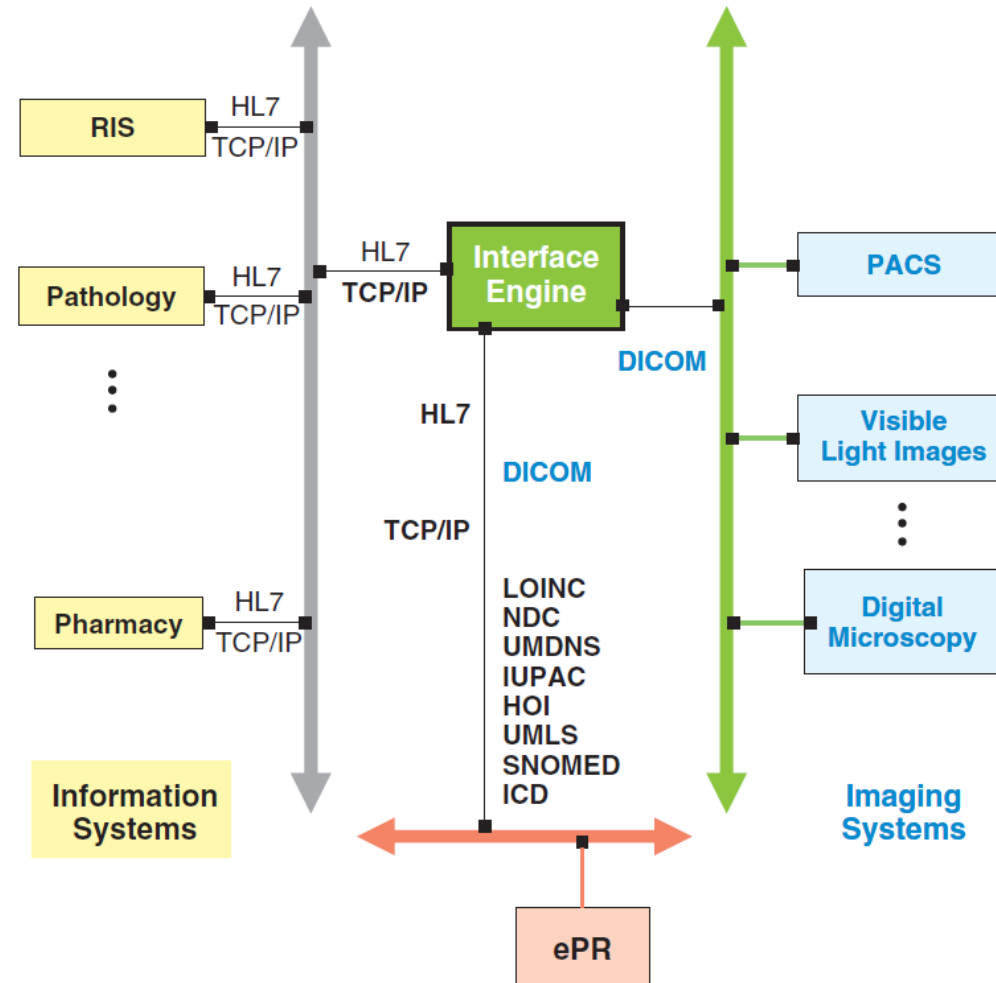 RIS
HL7
TCP/IP
Pathology
HL7
TCP/IP
Pharmacy
HL7
TCP/IP
Information
Systems
HL7
TCP/IP
Interface
Engine
DICOM
HL7
DICOM
TCP/IP
LOINC
NDC
UMDNS
IUPAC
HOI
UMLS
SNOMED
ICD
PACS
Visible
Light Images
Digital
Microscopy
Imaging
Systems
ePR